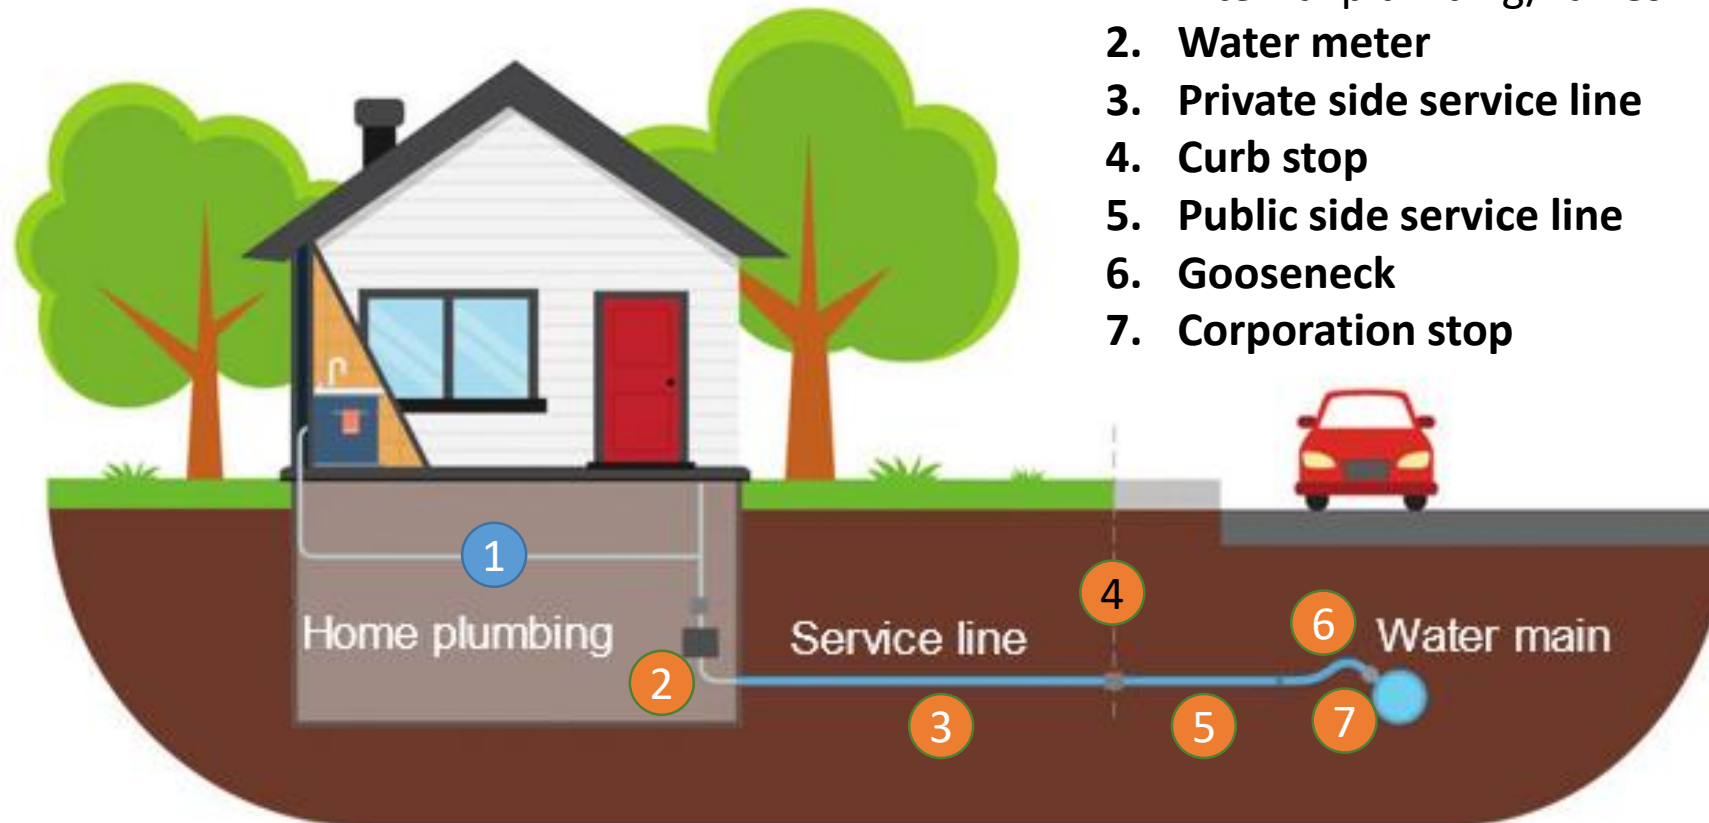 2. Water meter
3. Private side service line
4. Curb stop
5. Public side service line
6. Gooseneck
7. Corporation stop
1
4
6
Home plumbing
Service line
Water main
2
3
5
7